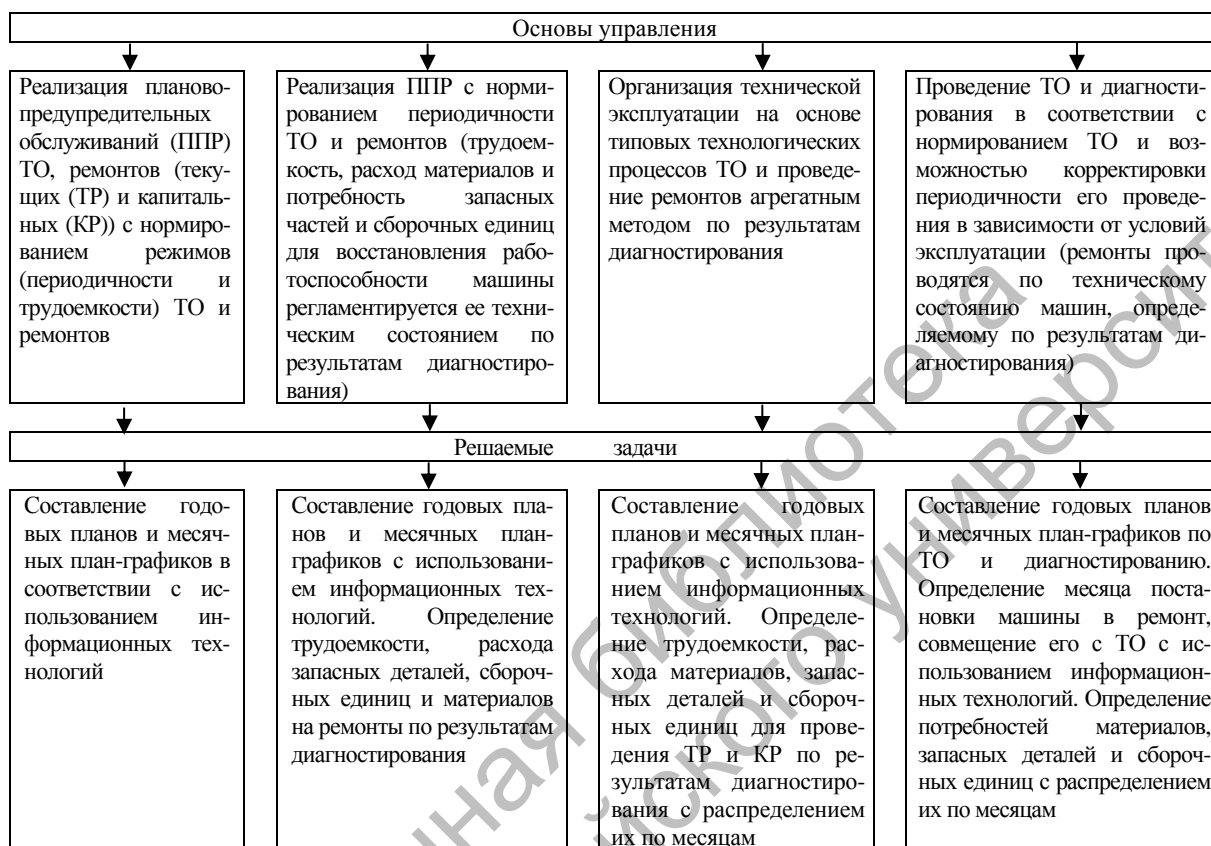 Основы управления
Реализация планово-
предупредительных
обслуживаний (ППР)
ТО, ремонтов (теку-
щих (ТР) и капиталь-
ных (КР)) с нормиро-
ванием режимов
(периодичности и
трудоемкости) ТО и
ремонтов
Реализация ППР с норми-
рованием периодичности
ТО и ремонтов (трудоем-
кость, расход материалов и
потребность запасных
частей и сборочных единиц
для восстановления рабо-
тоспособности машины
регламентируется ее техни-
ческим состоянием по
результатам диагностиро-
вания)
Организация технической
эксплуатации на основе
типовых технологических
процессов ТО и проведе-
ние ремонтов агрегатным
методом по результатам
диагностирования
Проведение ТО и диагности-
рования в соответствии с
нормированием ТО и воз-
можностью корректировки
периодичности его проведе-
ния в зависимости от условий
эксплуатации (ремонты про-
водятся по техническому
состоянию машин, опреде-
ляемому по результатам ди-
агностирования)
Решаемые задачи
Составление годо-
вых планов и месяч-
ных план-графиков в
соответствии с ис-
пользованием ин-
формационных тех-
нологий
Составление годовых пла-
нов и месячных план-
графиков с использовани-
ем информационных тех-
нологий. Определение
трудоемкости, расхода
запасных деталей, сбороч-
ных единиц и материалов
на ремонты по результатам
диагностирования
Составление годовых
планов и месячных план-
графиков с использова-
нием информационных
технологий. Определе-
ние трудоемкости, рас-
хода материалов, запас-
ных деталей и сбороч-
ных единиц для прове-
дения ТР и КР по ре-
зультатам диагностиро-
вания с распределением
их по месяцам
Составление годовых планов
и месячных план-графиков по
ТО и диагностированию.
Определение месяца поста-
новки машины в ремонт,
совмещение его с ТО с ис-
пользованием информацион-
ных технологий. Определение
потребностей материалов,
запасных деталей и сбороч-
ных единиц с распределением
их по месяцам
ная библиотека
йского университ